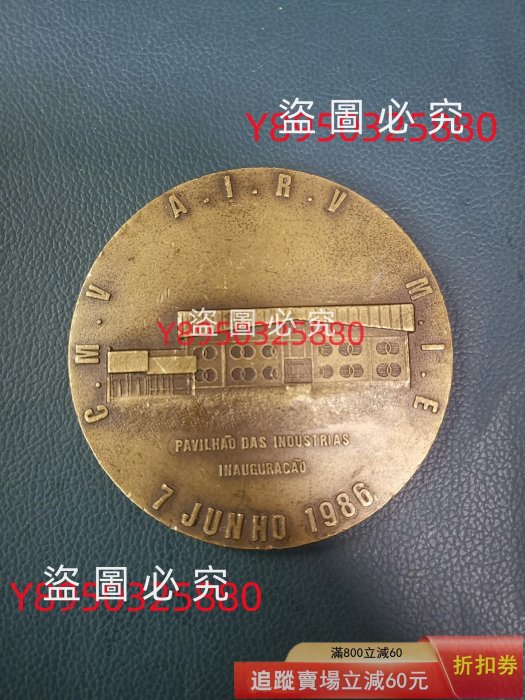 盜圖必究
Y8950325880
A.I.R.V
C.M.V
M.I.E
盜圖必究
Y8950325880
PAVILHÃO DAS INDUSTRIAS
INAUGURAÇÃO
7 JUNHO 1986
盜圖必究
Y8950325880
滿800立減60
追蹤賣場立減60元
折扣券